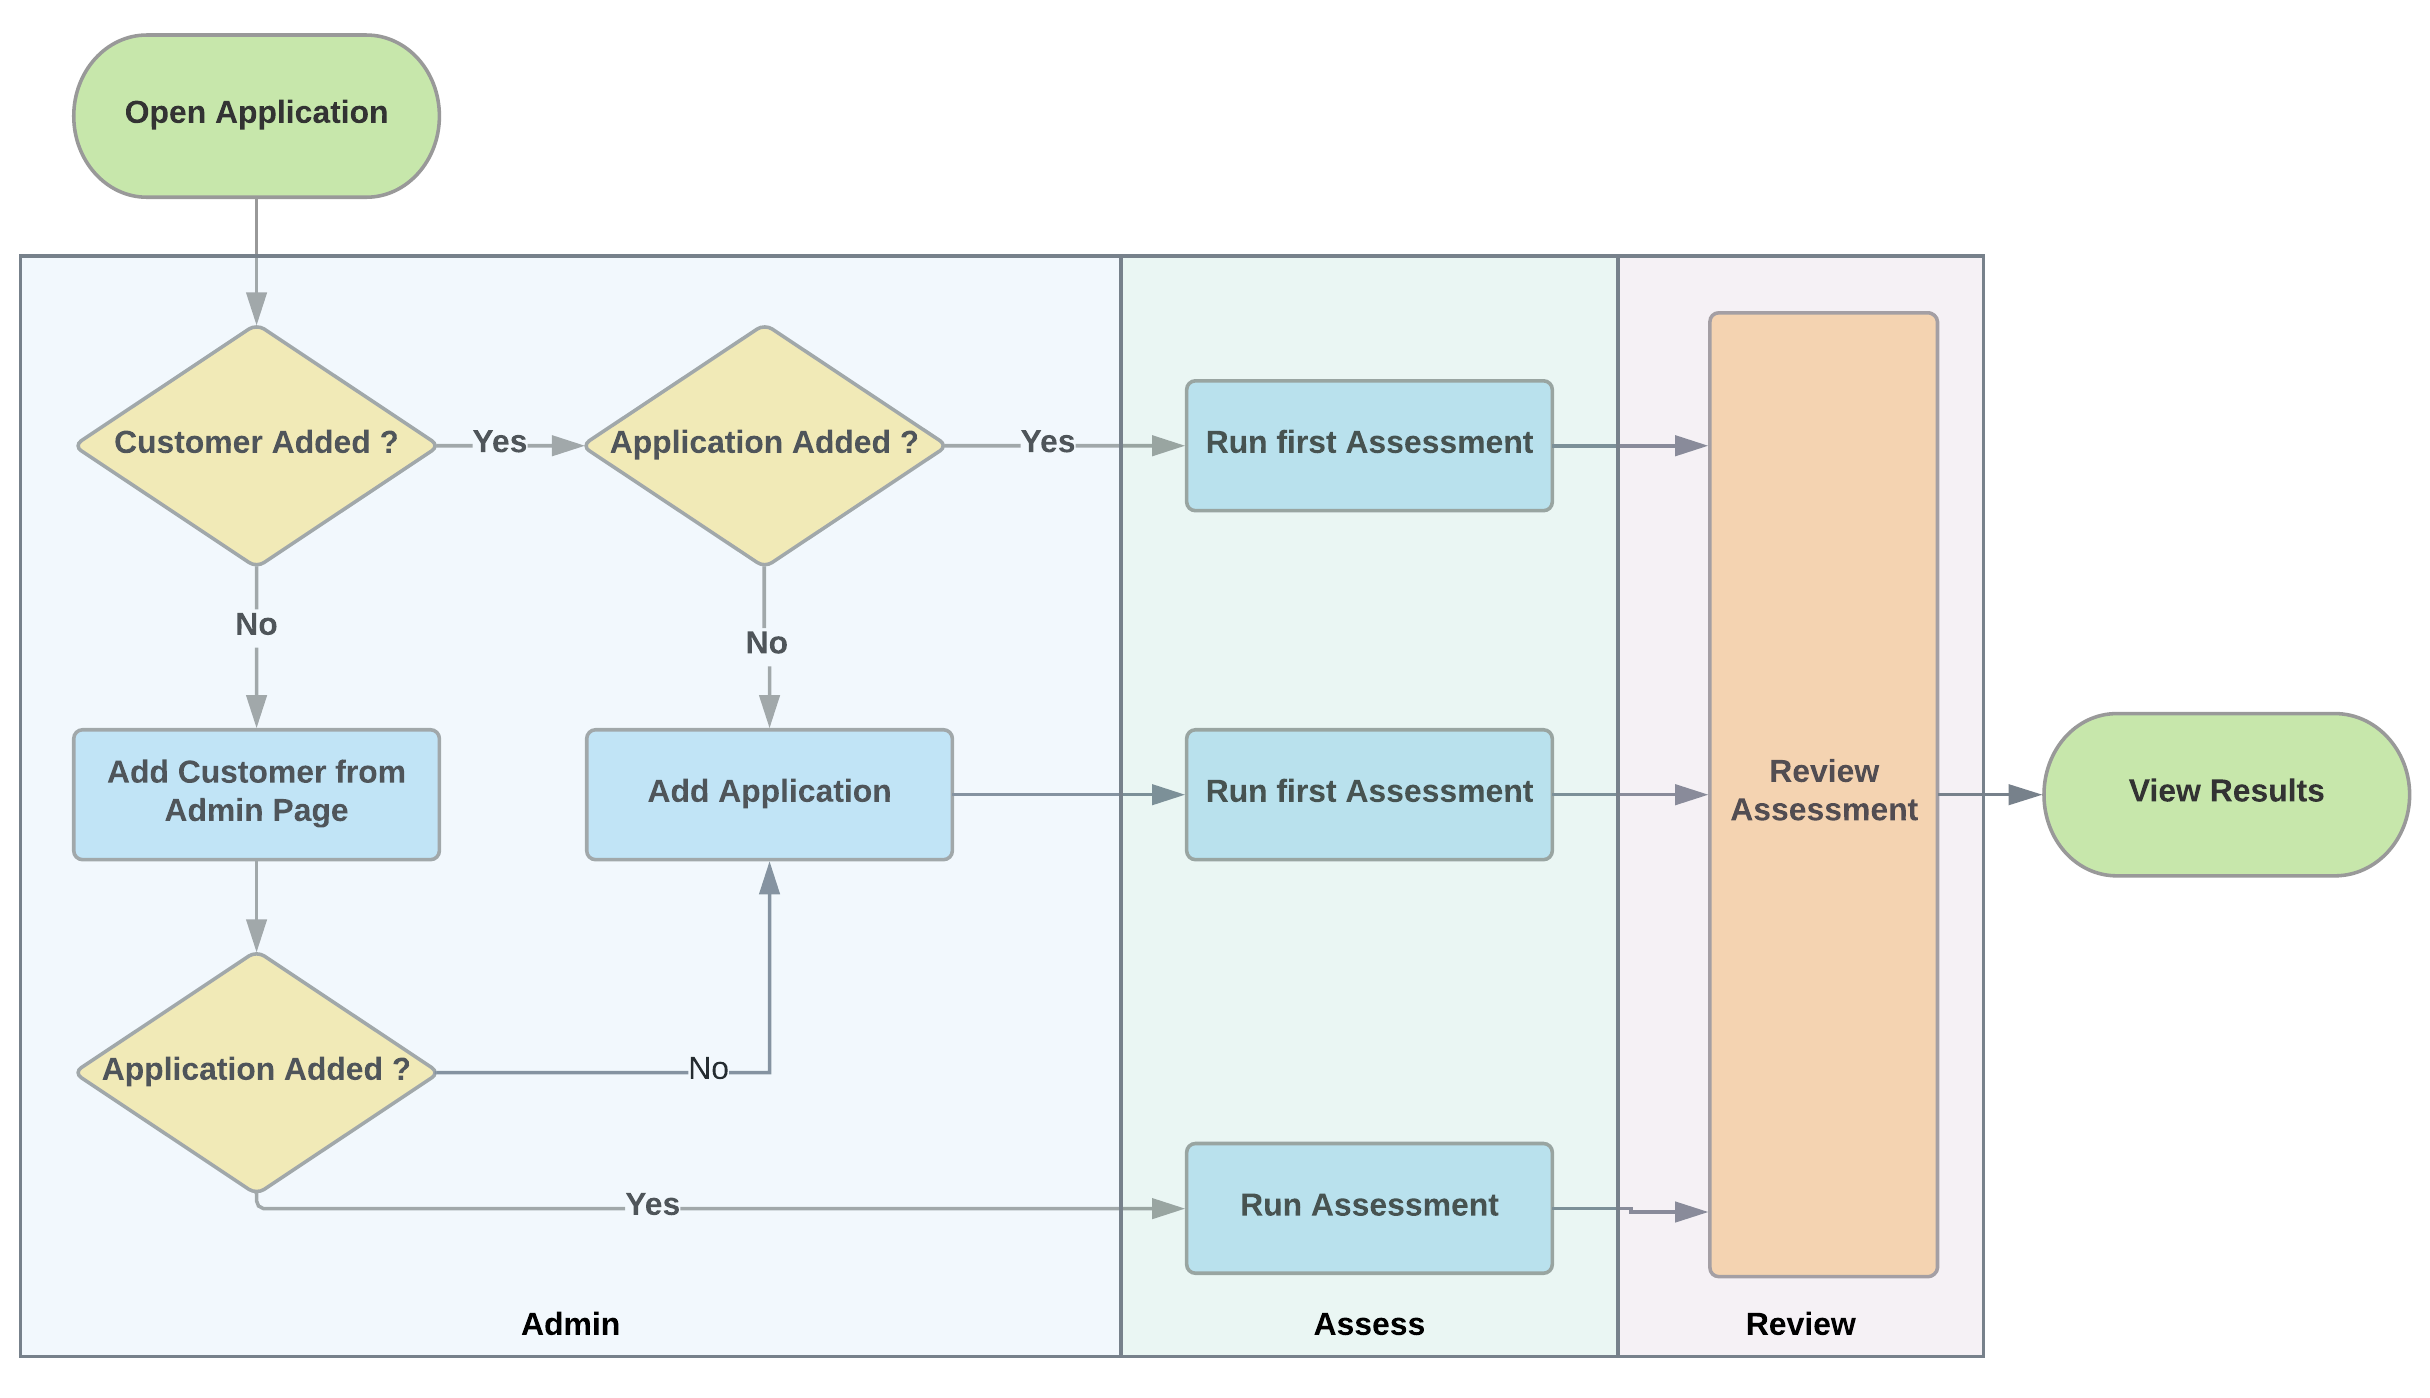 Open Application
Customer Added ?
Yes
Application Added ?
Yes
Run first Assessment
No
No
Add Customer from
Admin Page
Add Application
Run first Assessment
Review
Assessment
View Results
Application Added ?
No
Yes
Run Assessment
Admin
Assess
Review